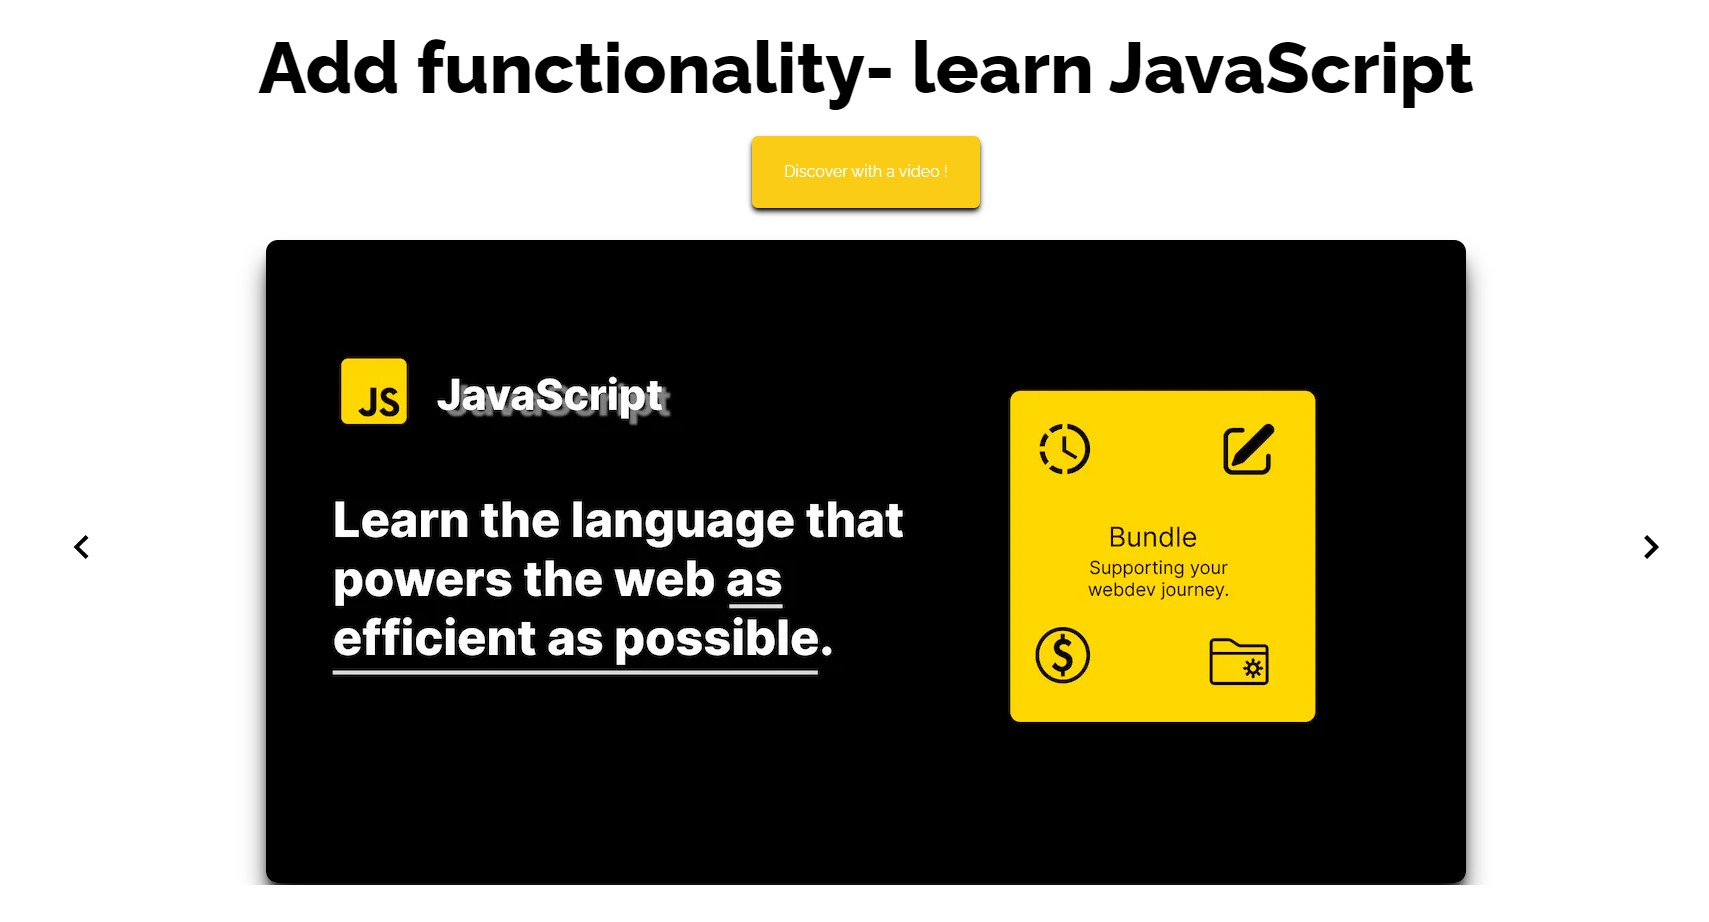 Add functionality- learn JavaScript
Discover with a video !
JS
JavaScript
Learn the language that
powers the web as
efficient as possible.
Bundle
Supporting your
webdev journey.
$